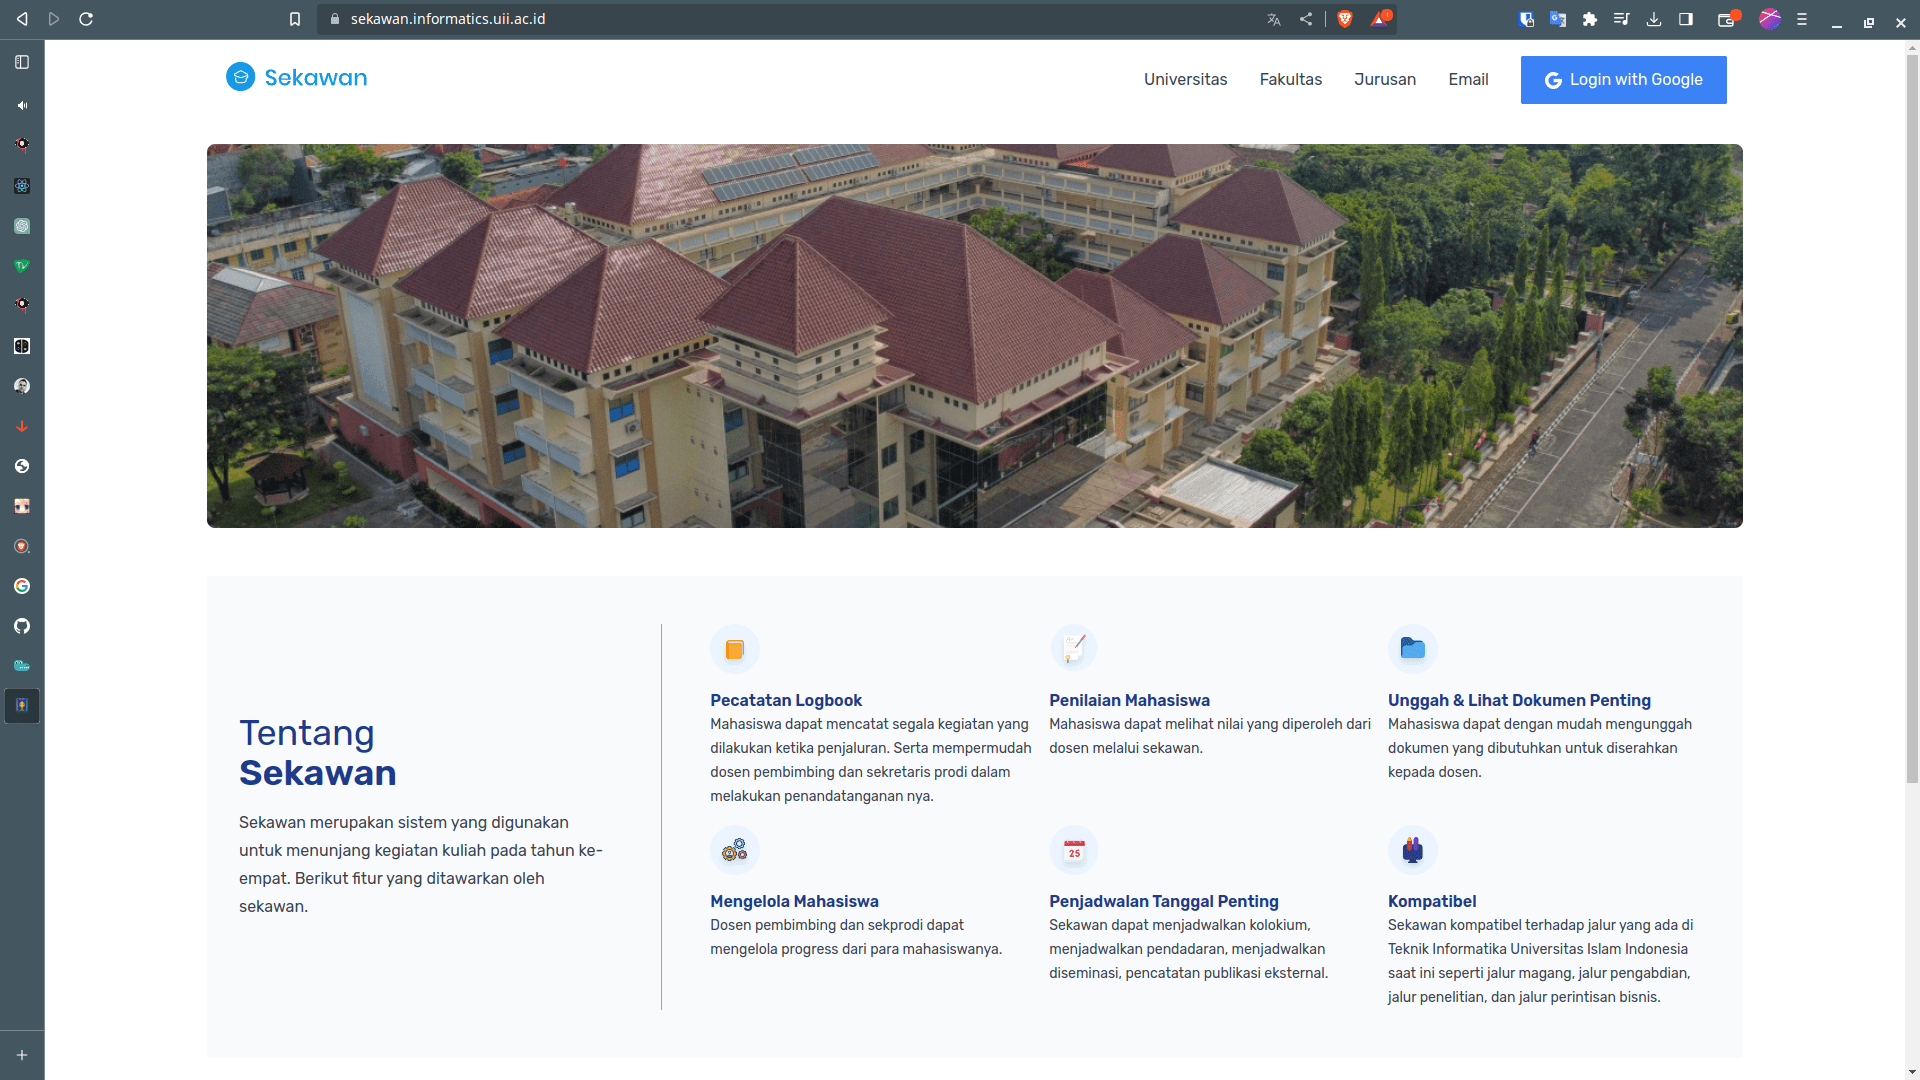 sekawan.informatics.uii.ac.id
Sekawan
Universitas
Fakultas
Jurusan
Email
Login with Google
Tentang
Sekawan
Sekawan merupakan sistem yang digunakan
untuk menunjang kegiatan kuliah pada tahun ke-
empat. Berikut fitur yang ditawarkan oleh
sekawan.
Pecatatan Logbook
Mahasiswa dapat mencatat segala kegiatan yang
dilakukan ketika penjaluran. Serta mempermudah
dosen pembimbing dan sekretaris prodi dalam
melakukan penandatanganan nya.
Penilaian Mahasiswa
Mahasiswa dapat melihat nilai yang diperoleh dari
dosen melalui sekawan.
Unggah & Lihat Dokumen Penting
Mahasiswa dapat dengan mudah mengunggah
dokumen yang dibutuhkan untuk diserahkan
kepada dosen.
Mengelola Mahasiswa
Dosen pembimbing dan sekprodi dapat
mengelola progress dari para mahasiswanya.
25
Penjadwalan Tanggal Penting
Sekawan dapat menjadwalkan kolokium,
menjadwalkan pendadaran, menjadwalkan
diseminasi, pencatatan publikasi eksternal.
Kompatibel
Sekawan kompatibel terhadap jalur yang ada di
Teknik Informatika Universitas Islam Indonesia
saat ini seperti jalur magang, jalur pengabdian,
jalur penelitian, dan jalur perintisan bisnis.